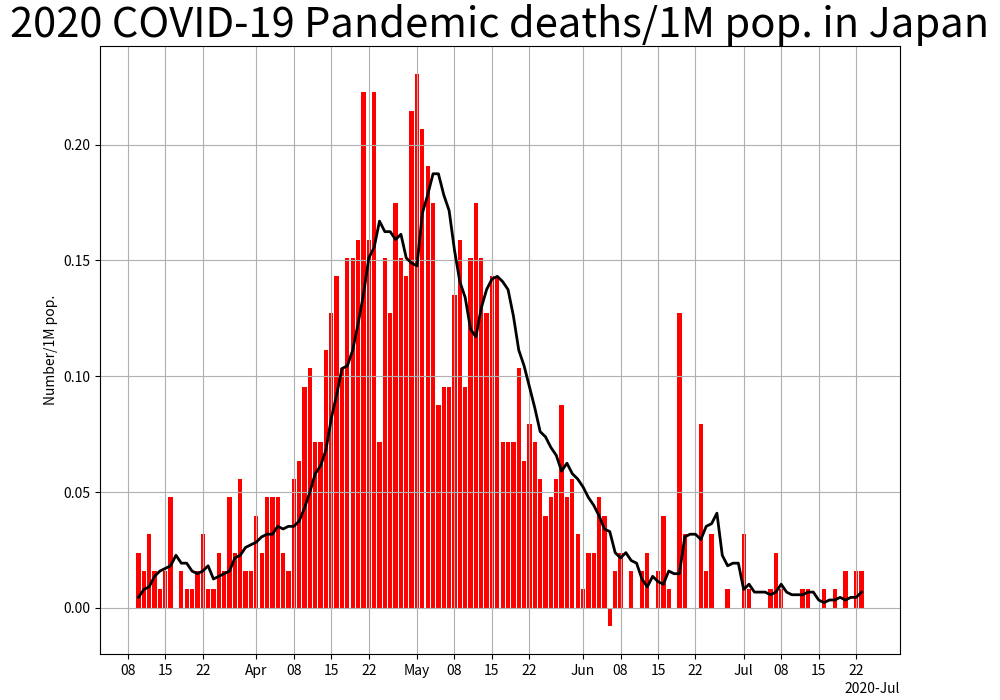 2020 COVID-19 Pandemic deaths/1M pop. in Japan
Number/1M pop.
0.20
0.15
0.10
0.05
0.00
08 15 22 Apr 08 15 22 May 08 15 22 Jun 08 15 22 Jul 08 15 22
2020-Jul